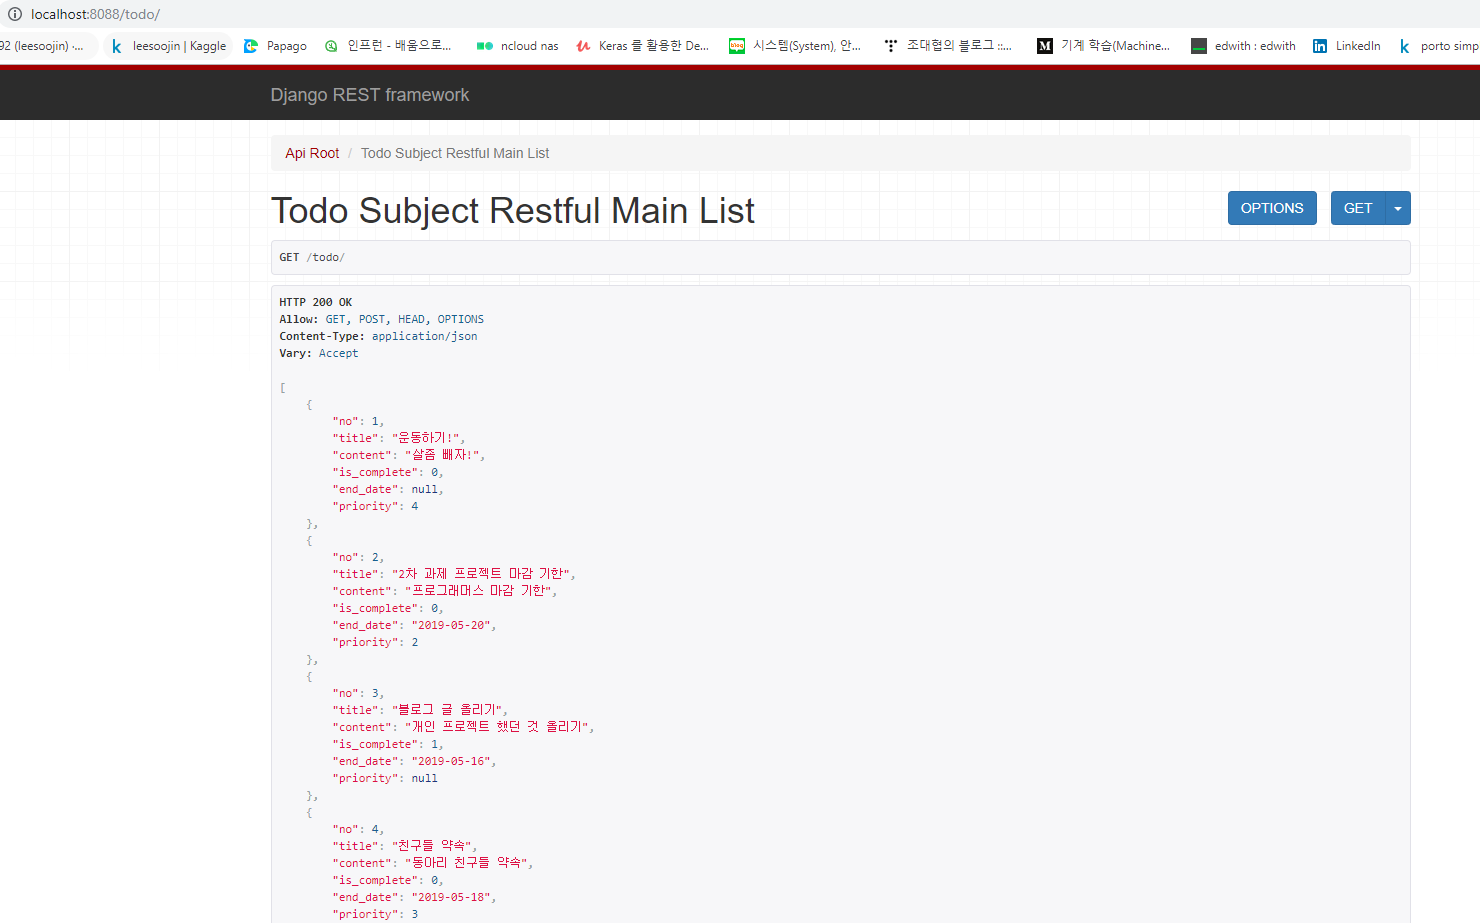 localhost:8088/todo/
92 (leesoojin) -... leesoojin | Kaggle Papago 인프런 - 배움으로... ncloud nas Keras 를 활용한 De... 시스템(System), 안... 조대협의 블로그 ::... 기계 학습(Machine... edwith : edwith LinkedIn porto simp
Django REST framework
Api Root / Todo Subject Restful Main List
Todo Subject Restful Main List OPTIONS GET
GET /todo/
HTTP 200 OK
Allow: GET, POST, HEAD, OPTIONS
Content-Type: application/json
Vary: Accept
[
{
"no": 1,
"title": "운동하기!",
"content": "살좀 빼자!",
"is_complete": 0,
"end_date": null,
"priority": 4
},
{
"no": 2,
"title": "2차 과제 프로젝트 마감 기한",
"content": "프로그래머스 마감 기한",
"is_complete": 0,
"end_date": "2019-05-20",
"priority": 2
},
{
"no": 3,
"title": "블로그 글 올리기",
"content": "개인 프로젝트 했던 것 올리기",
"is_complete": 1,
"end_date": "2019-05-16",
"priority": null
},
{
"no": 4,
"title": "친구들 약속",
"content": "동아리 친구들 약속",
"is_complete": 0,
"end_date": "2019-05-18",
"priority": 3